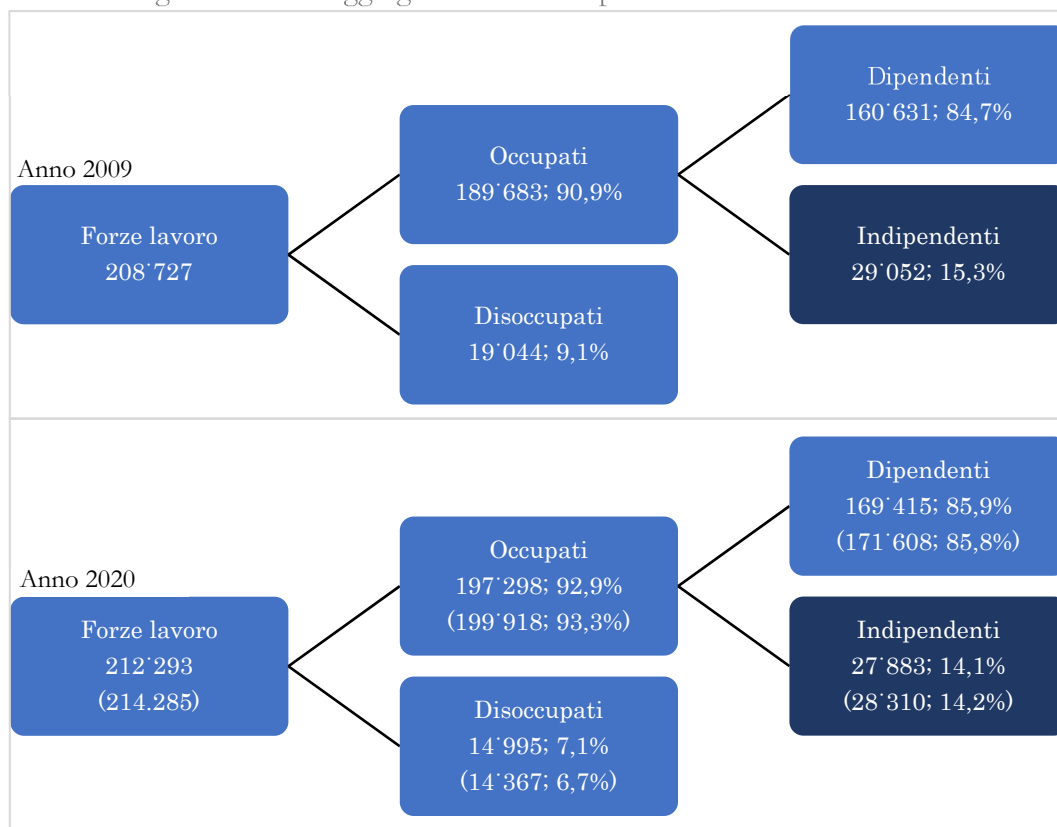 Anno 2009
Forze lavoro
208˙727
Occupati
189˙683; 90,9%
Disoccupati
19˙044; 9,1%
Dipendenti
160˙631; 84,7%
Indipendenti
29˙052; 15,3%
Anno 2020
Forze lavoro
212˙293
(214.285)
Occupati
197˙298; 92,9%
(199˙918; 93,3%)
Disoccupati
14˙995; 7,1%
(14˙367; 6,7%)
Dipendenti
169˙415; 85,9%
(171˙608; 85,8%)
Indipendenti
27˙883; 14,1%
(28˙310; 14,2%)